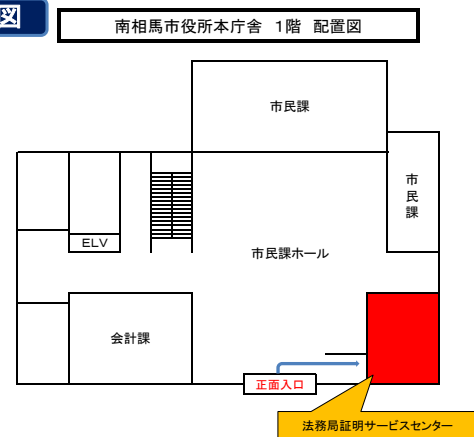 図
南相馬市役所本庁舎 1階 配置図
市民課
市民課
ELV
市民課ホール
会計課
正面入口
法務局証明サービスセンター